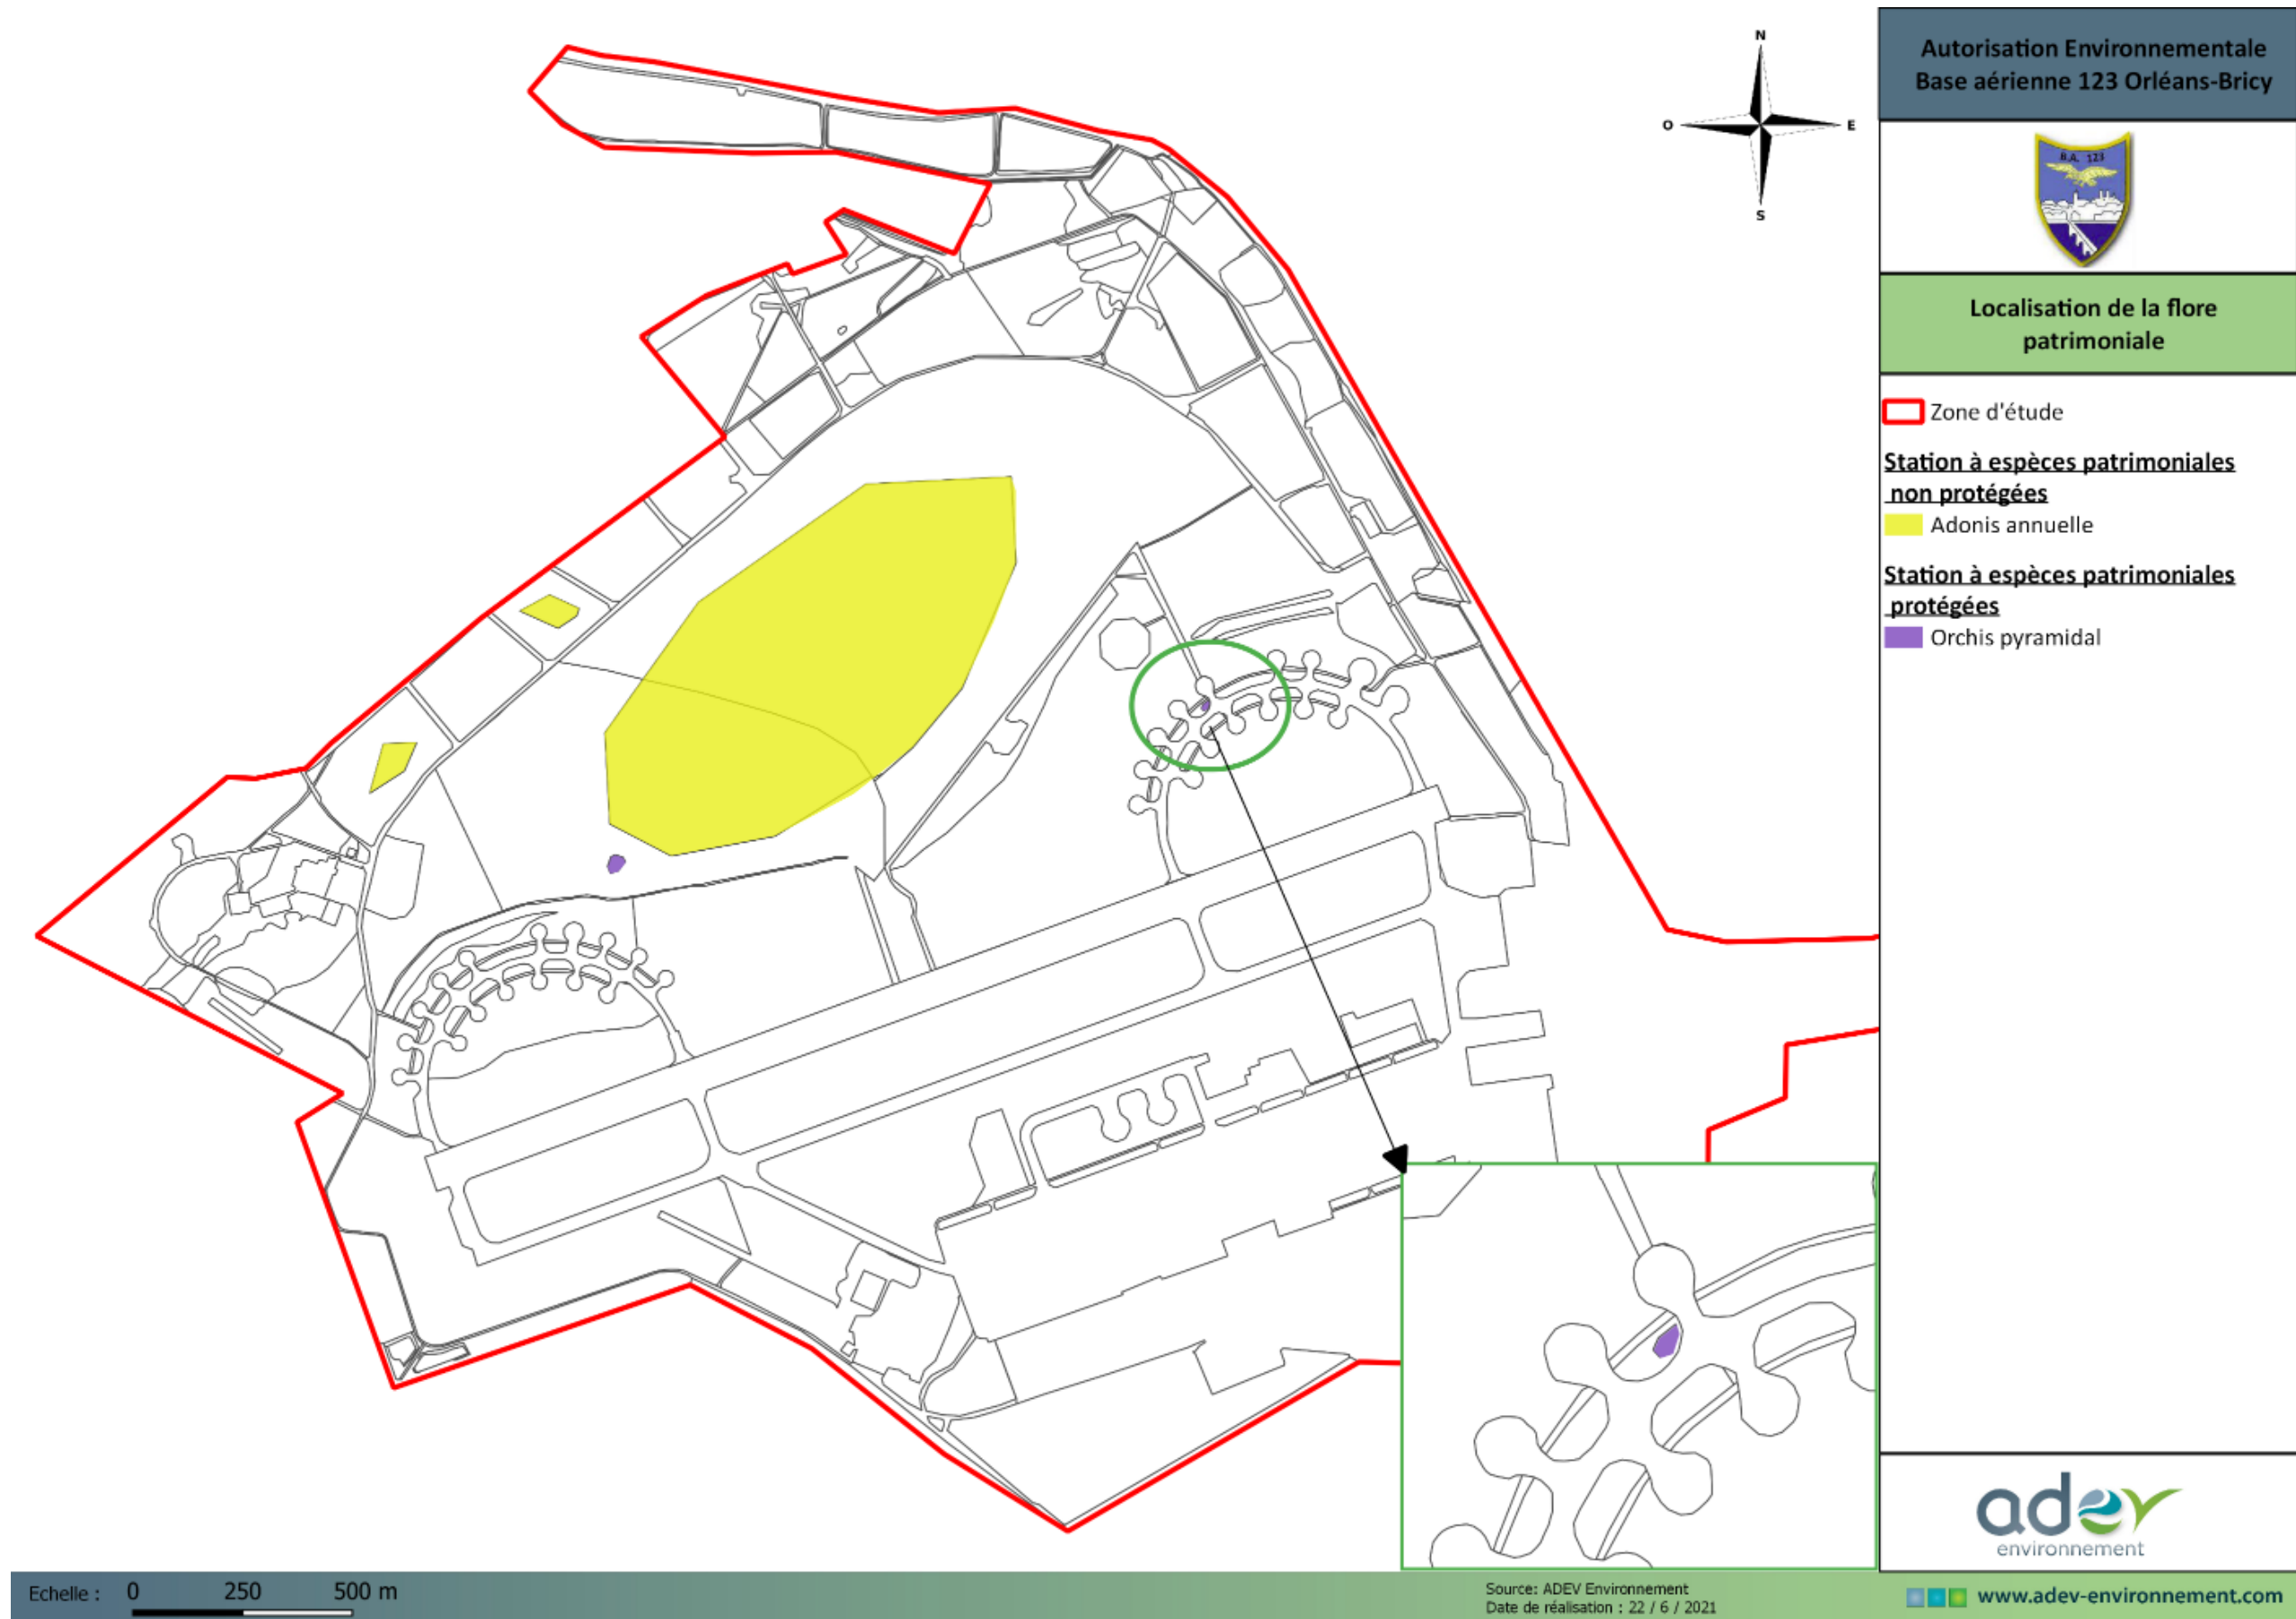 Autorisation Environnementale
Base aérienne 123 Orléans-Bricy
B.A. 123
Localisation de la flore
patrimoniale
Zone d'étude
Station à espèces patrimoniales
non protégées
Adonis annuelle
Station à espèces patrimoniales
protégées
Orchis pyramidal
N
O
E
S
adev
environnement
Echelle :
0
250
500 m
Source: ADEV Environnement
Date de réalisation : 22 / 6 / 2021
www.adev-environnement.com